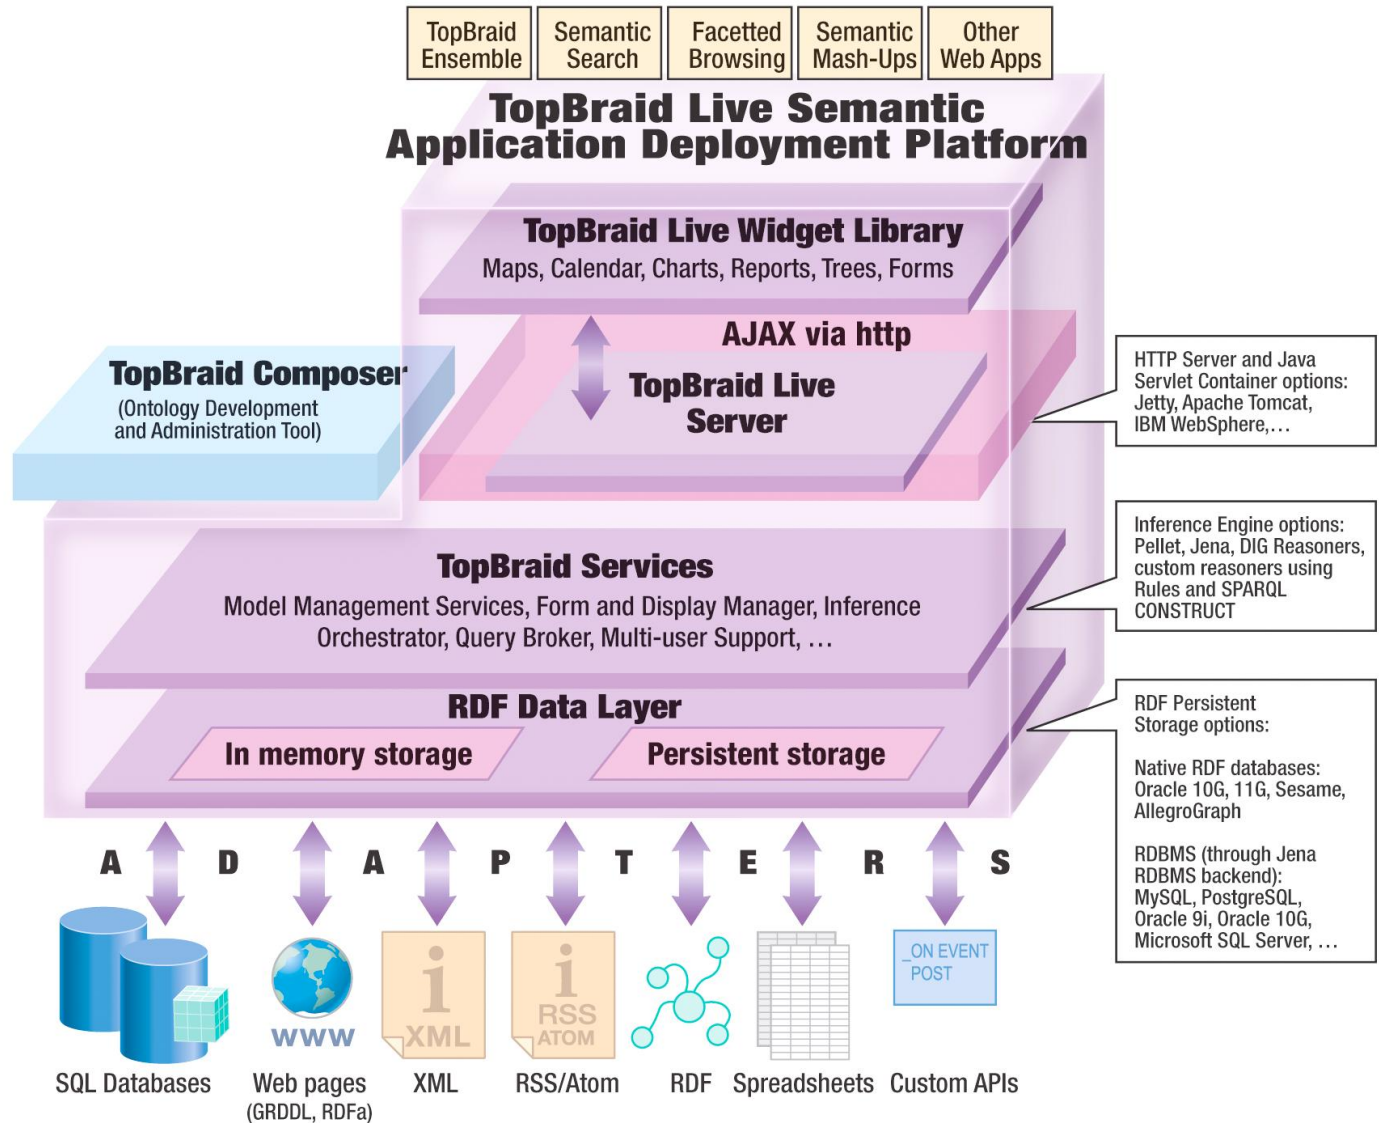 TopBraid
Ensemble
Semantic
Search
Facetted
Browsing
Semantic
Mash-Ups
Other
Web Apps
TopBraid Live Semantic
Application Deployment Platform
TopBraid Live Widget Library
Maps, Calendar, Charts, Reports, Trees, Forms
AJAX via http
TopBraid Live
Server
TopBraid Composer
(Ontology Development
and Administration Tool)
HTTP Server and Java
Servlet Container options:
Jetty, Apache Tomcat,
IBM WebSphere,...
TopBraid Services
Model Management Services, Form and Display Manager, Inference
Orchestrator, Query Broker, Multi-user Support, ...
Inference Engine options:
Pellet, Jena, DIG Reasoners,
custom reasoners using
Rules and SPARQL
CONSTRUCT
RDF Data Layer
In memory storage
Persistent storage
RDF Persistent
Storage options:
Native RDF databases:
Oracle 10G, 11G, Sesame,
AllegroGraph
RDBMS (through Jena
RDBMS backend):
MySQL, PostgreSQL,
Oracle 9i, Oracle 10G,
Microsoft SQL Server, ...
A D A P T E R S
WWW
i
XML
i
RSS
ATOM
_ON EVENT
POST
SQL Databases
Web pages
(GRDDL, RDFa)
XML
RSS/Atom
RDF
Spreadsheets
Custom APIs